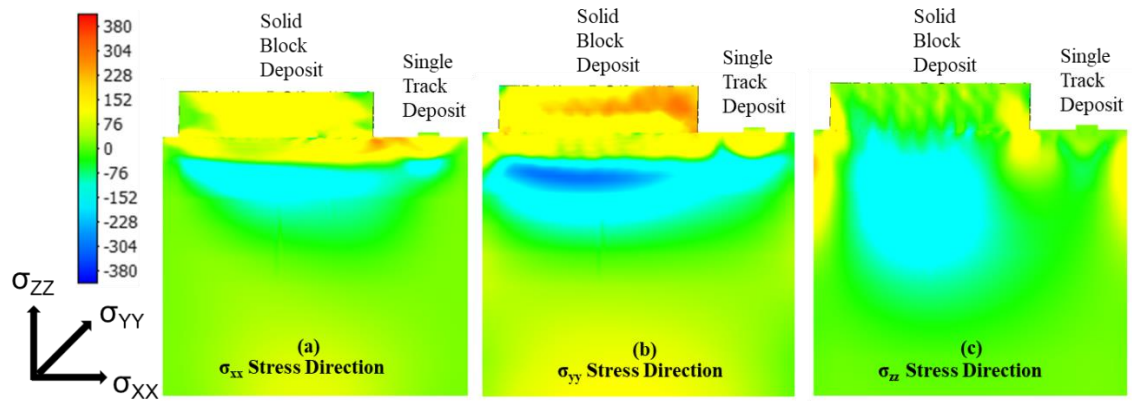 380
304
228
152
76
-0
-76
-152
-228
-304
-380
σZZ
σYY
σXX
Solid
Block
Deposit
Single
Track
Deposit
(a)
σxx Stress Direction
Solid
Block
Deposit
Single
Track
Deposit
(b)
σyy Stress Direction
Solid
Block
Deposit
Single
Track
Deposit
(c)
σzz Stress Direction